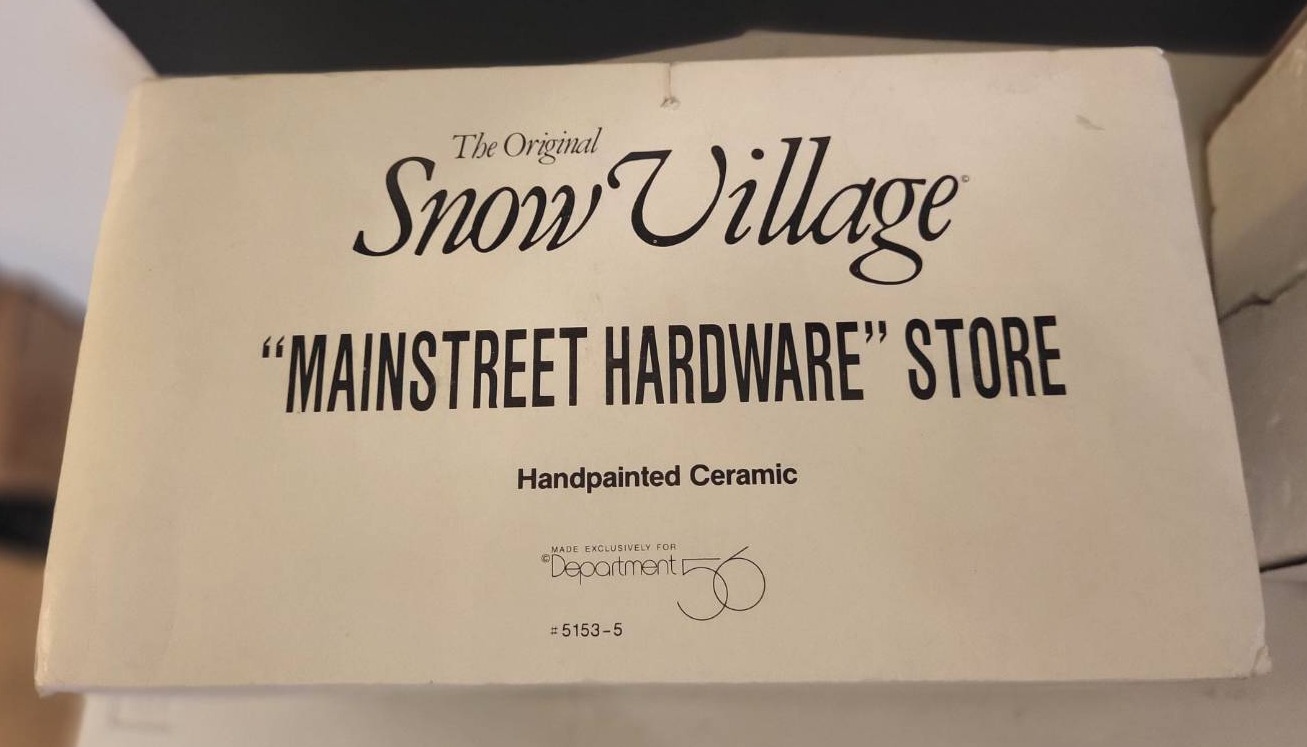 The Original
Snow Village©
“MAINSTREET HARDWARE” STORE
Handpainted Ceramic
MADE EXCLUSIVELY FOR
©Department 56
#5153-5